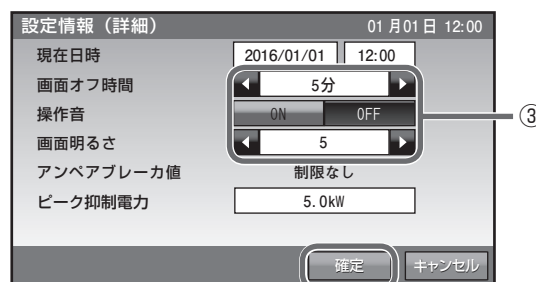 設定情報（詳細） 01月01日 12:00
現在日時 2016/01/01 12:00
画面オフ時間 5分
操作音 ON OFF
画面明るさ 5
アンペアブレーカ値 制限なし
ピーク抑制電力 5.0kW
確定 キャンセル
③